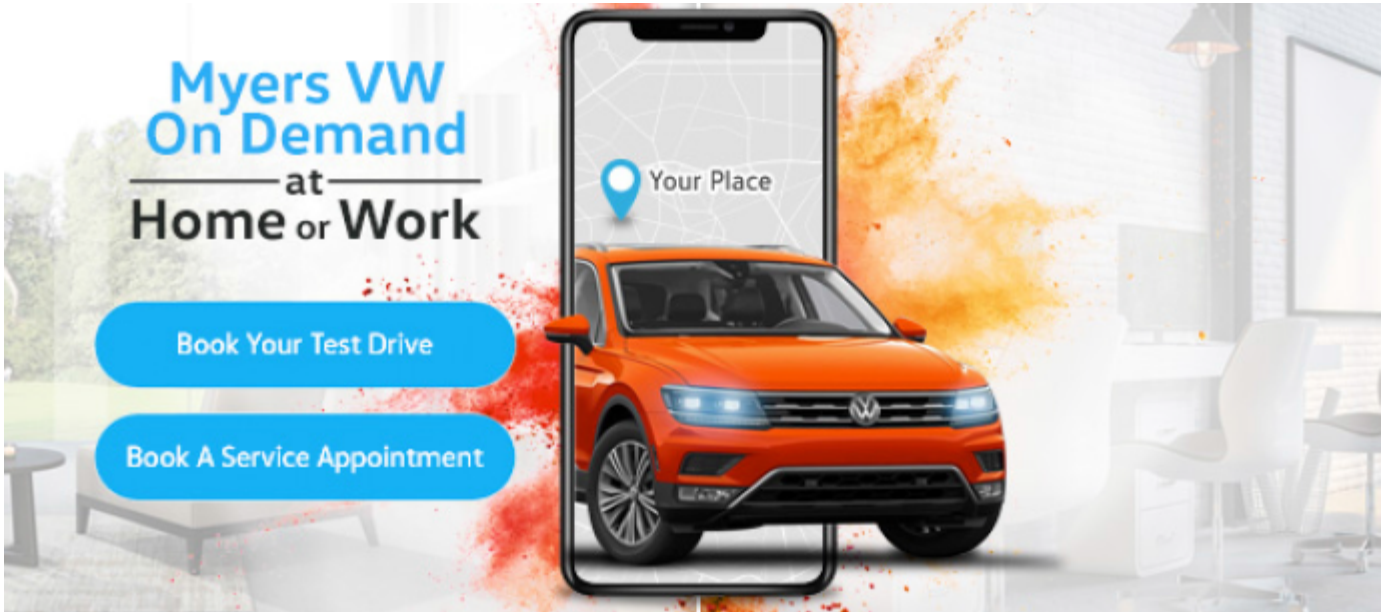 Myers VW
On Demand
at
Home or Work
Book Your Test Drive
Book A Service Appointment
Your Place